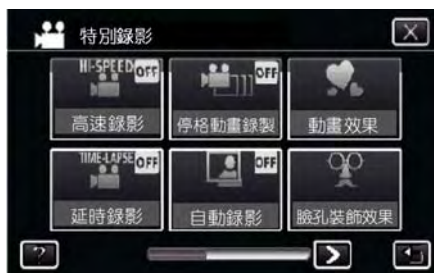 特別錄影
X
HI-SPEED OFF
OFF
高速錄影
停格動畫錄製
動畫效果
TIME-LAPSE OFF
OFF
延時錄影
自動錄影
臉孔裝飾效果
?
>